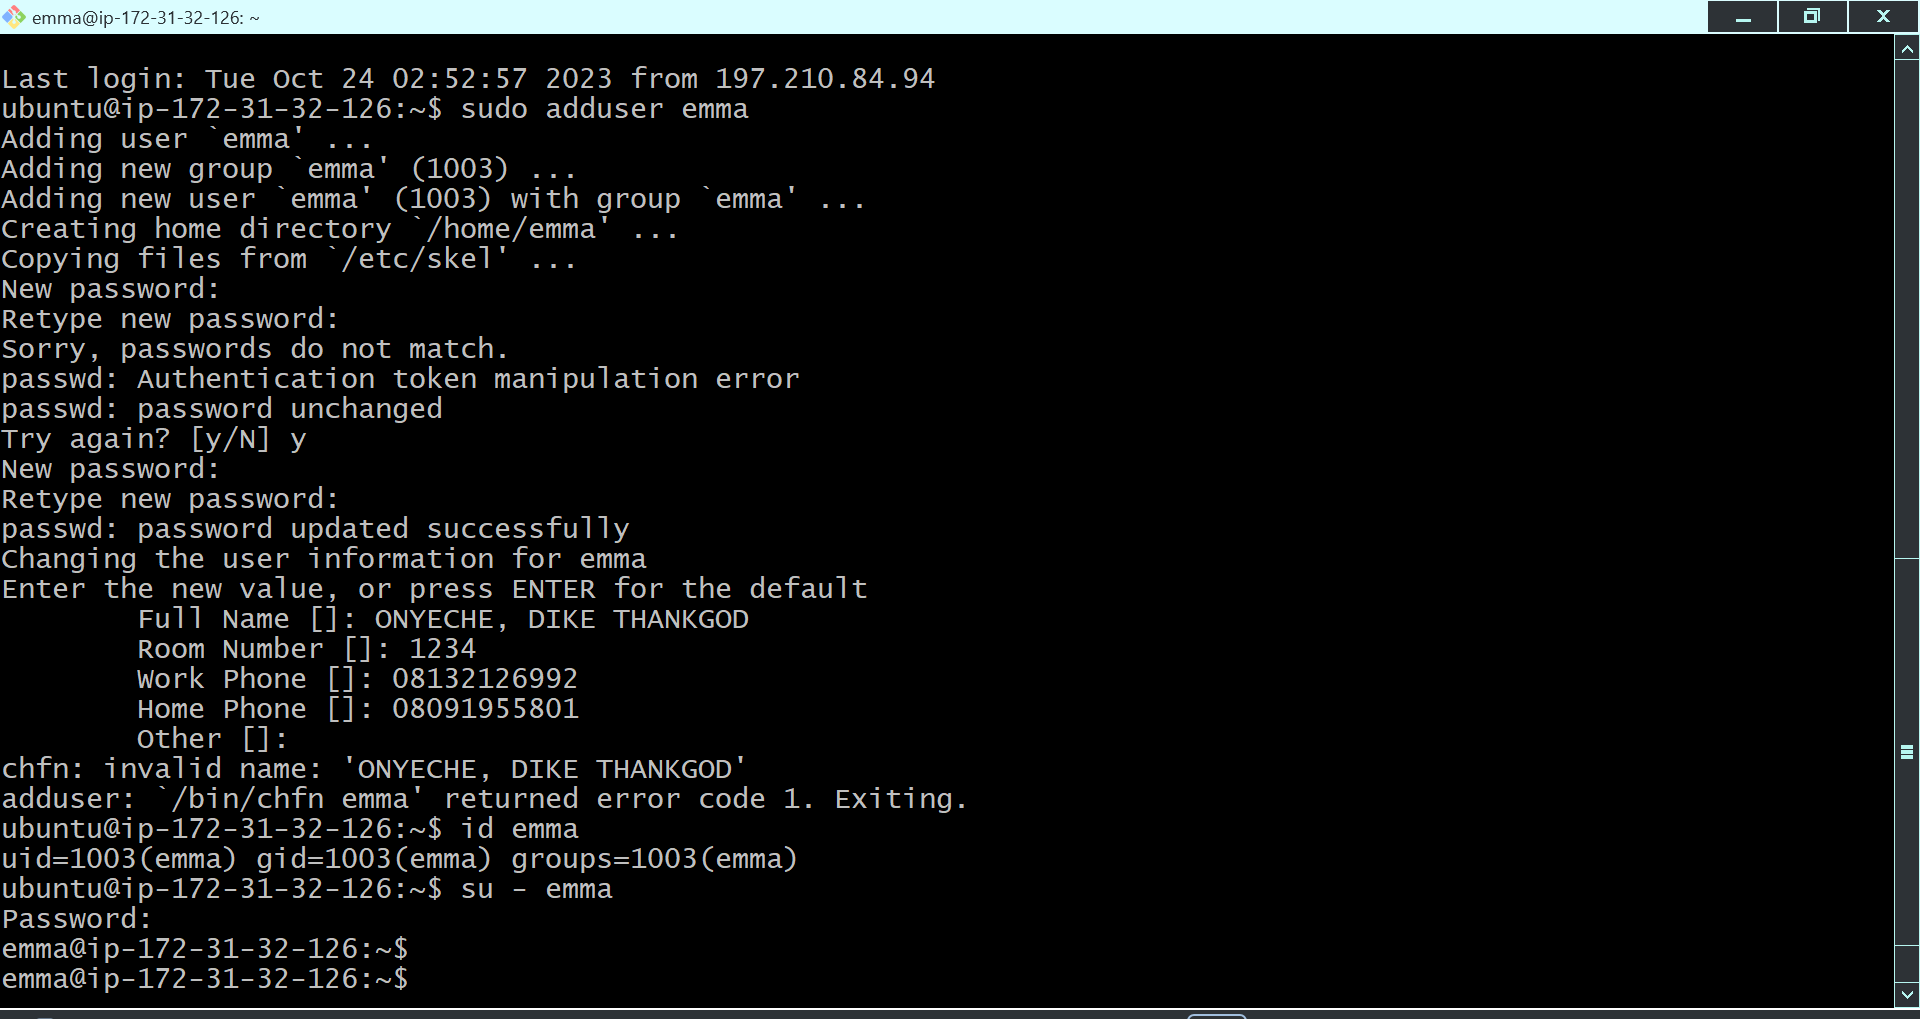 emma@ip-172-31-32-126: ~
Last login: Tue Oct 24 02:52:57 2023 from 197.210.84.94
ubuntu@ip-172-31-32-126:~$ sudo adduser emma
Adding user `emma' ...
Adding new group `emma' (1003) ...
Adding new user `emma' (1003) with group `emma' ...
Creating home directory `/home/emma' ...
Copying files from `/etc/skel' ...
New password:
Retype new password:
Sorry, passwords do not match.
passwd: Authentication token manipulation error
passwd: password unchanged
Try again? [y/N] y
New password:
Retype new password:
passwd: password updated successfully
Changing the user information for emma
Enter the new value, or press ENTER for the default
        Full Name []: ONYECHE, DIKE THANKGOD
        Room Number []: 1234
        Work Phone []: 08132126992
        Home Phone []: 08091955801
        Other []:
chfn: invalid name: 'ONYECHE, DIKE THANKGOD'
adduser: `/bin/chfn emma' returned error code 1. Exiting.
ubuntu@ip-172-31-32-126:~$ id emma
uid=1003(emma) gid=1003(emma) groups=1003(emma)
ubuntu@ip-172-31-32-126:~$ su - emma
Password:
emma@ip-172-31-32-126:~$
emma@ip-172-31-32-126:~$